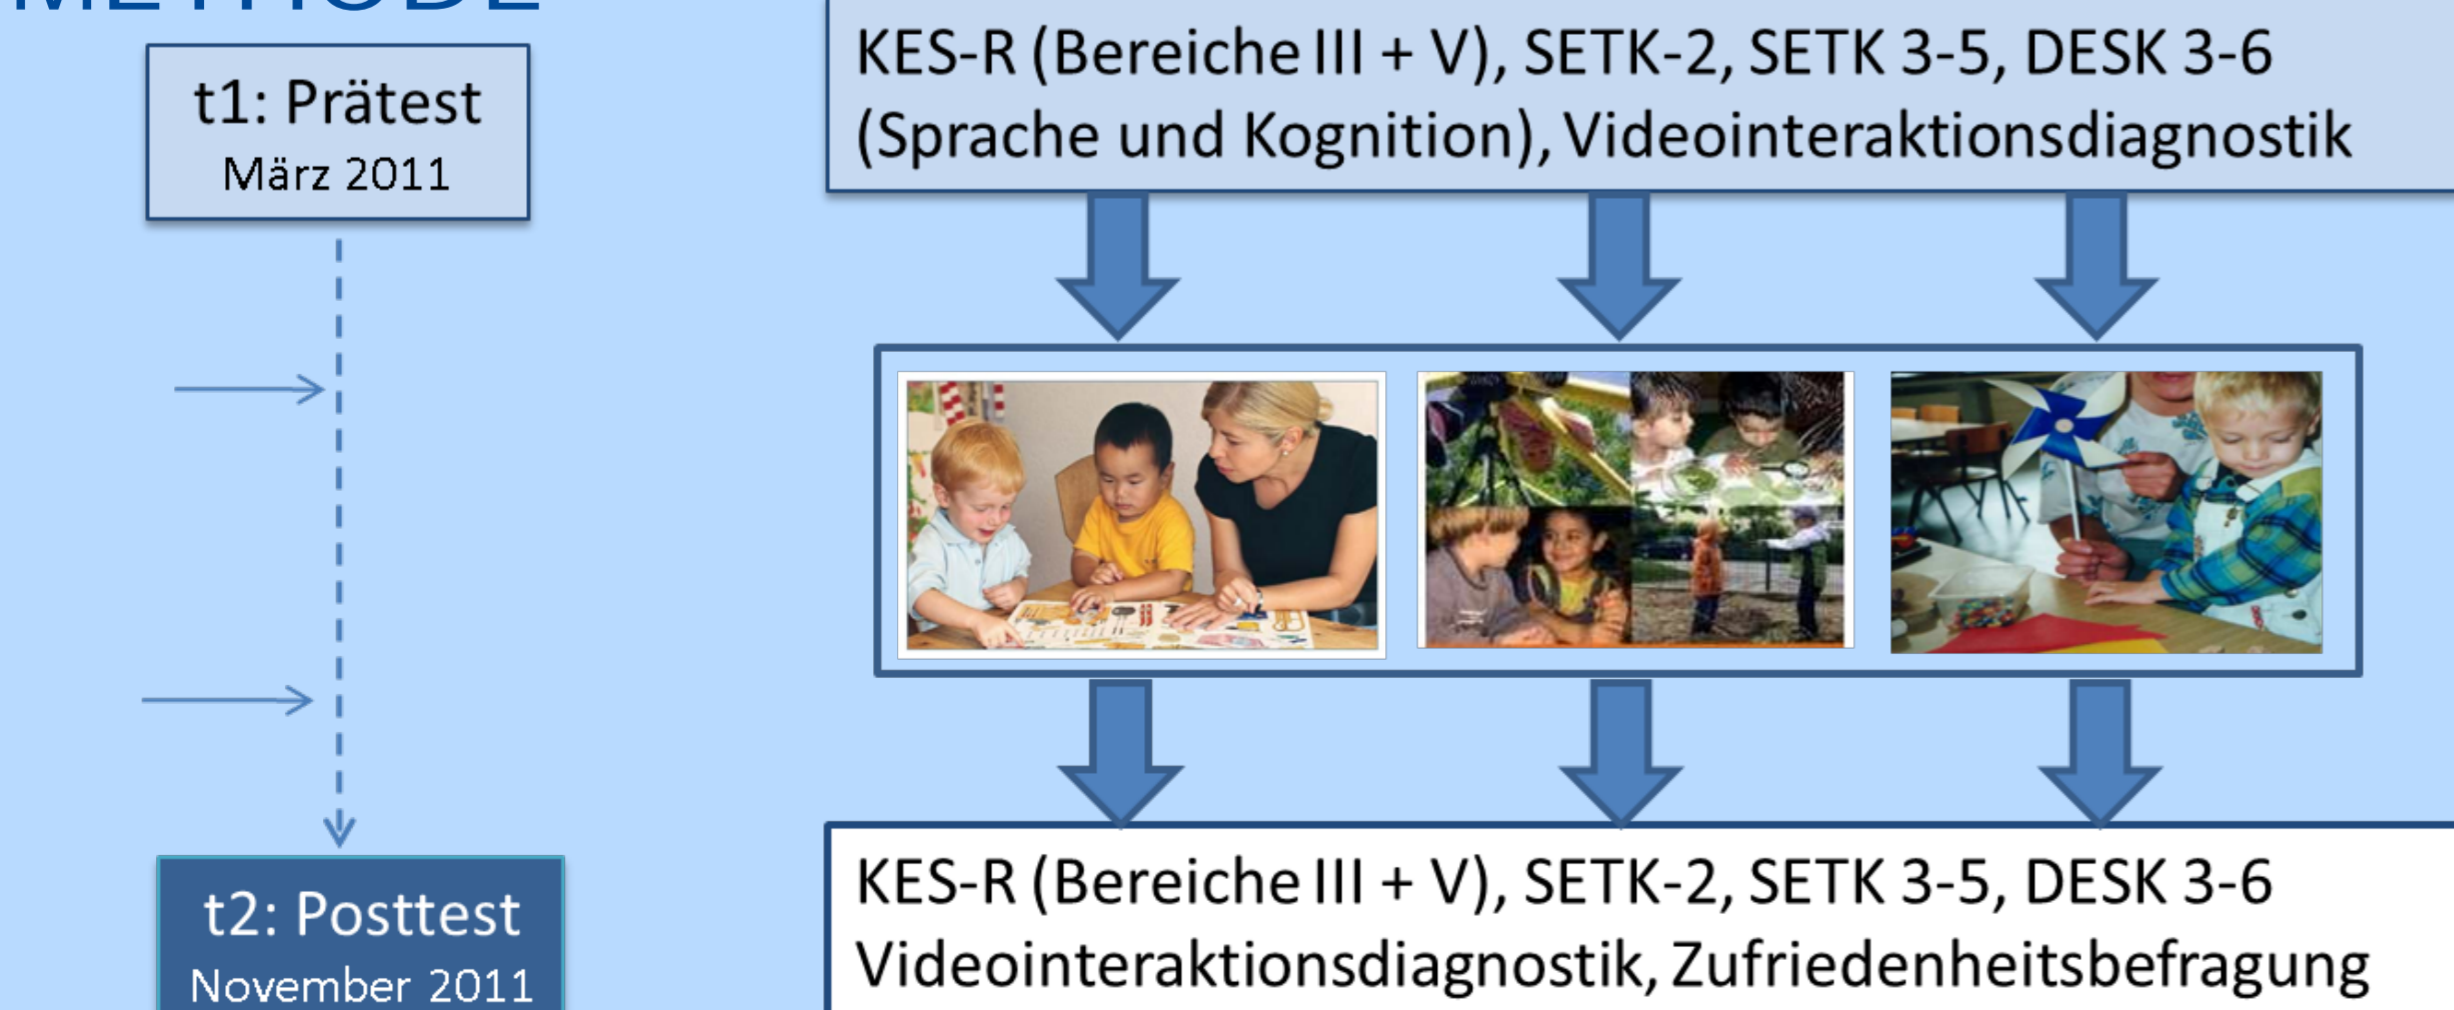 METHODE
t1: Prätest
März 2011
KES-R (Bereiche III + V), SETK-2, SETK 3-5, DESK 3-6
(Sprache und Kognition), Videointeraktionsdiagnostik
t2: Posttest
November 2011
KES-R (Bereiche III + V), SETK-2, SETK 3-5, DESK 3-6
Videointeraktionsdiagnostik, Zufriedenheitsbefragung